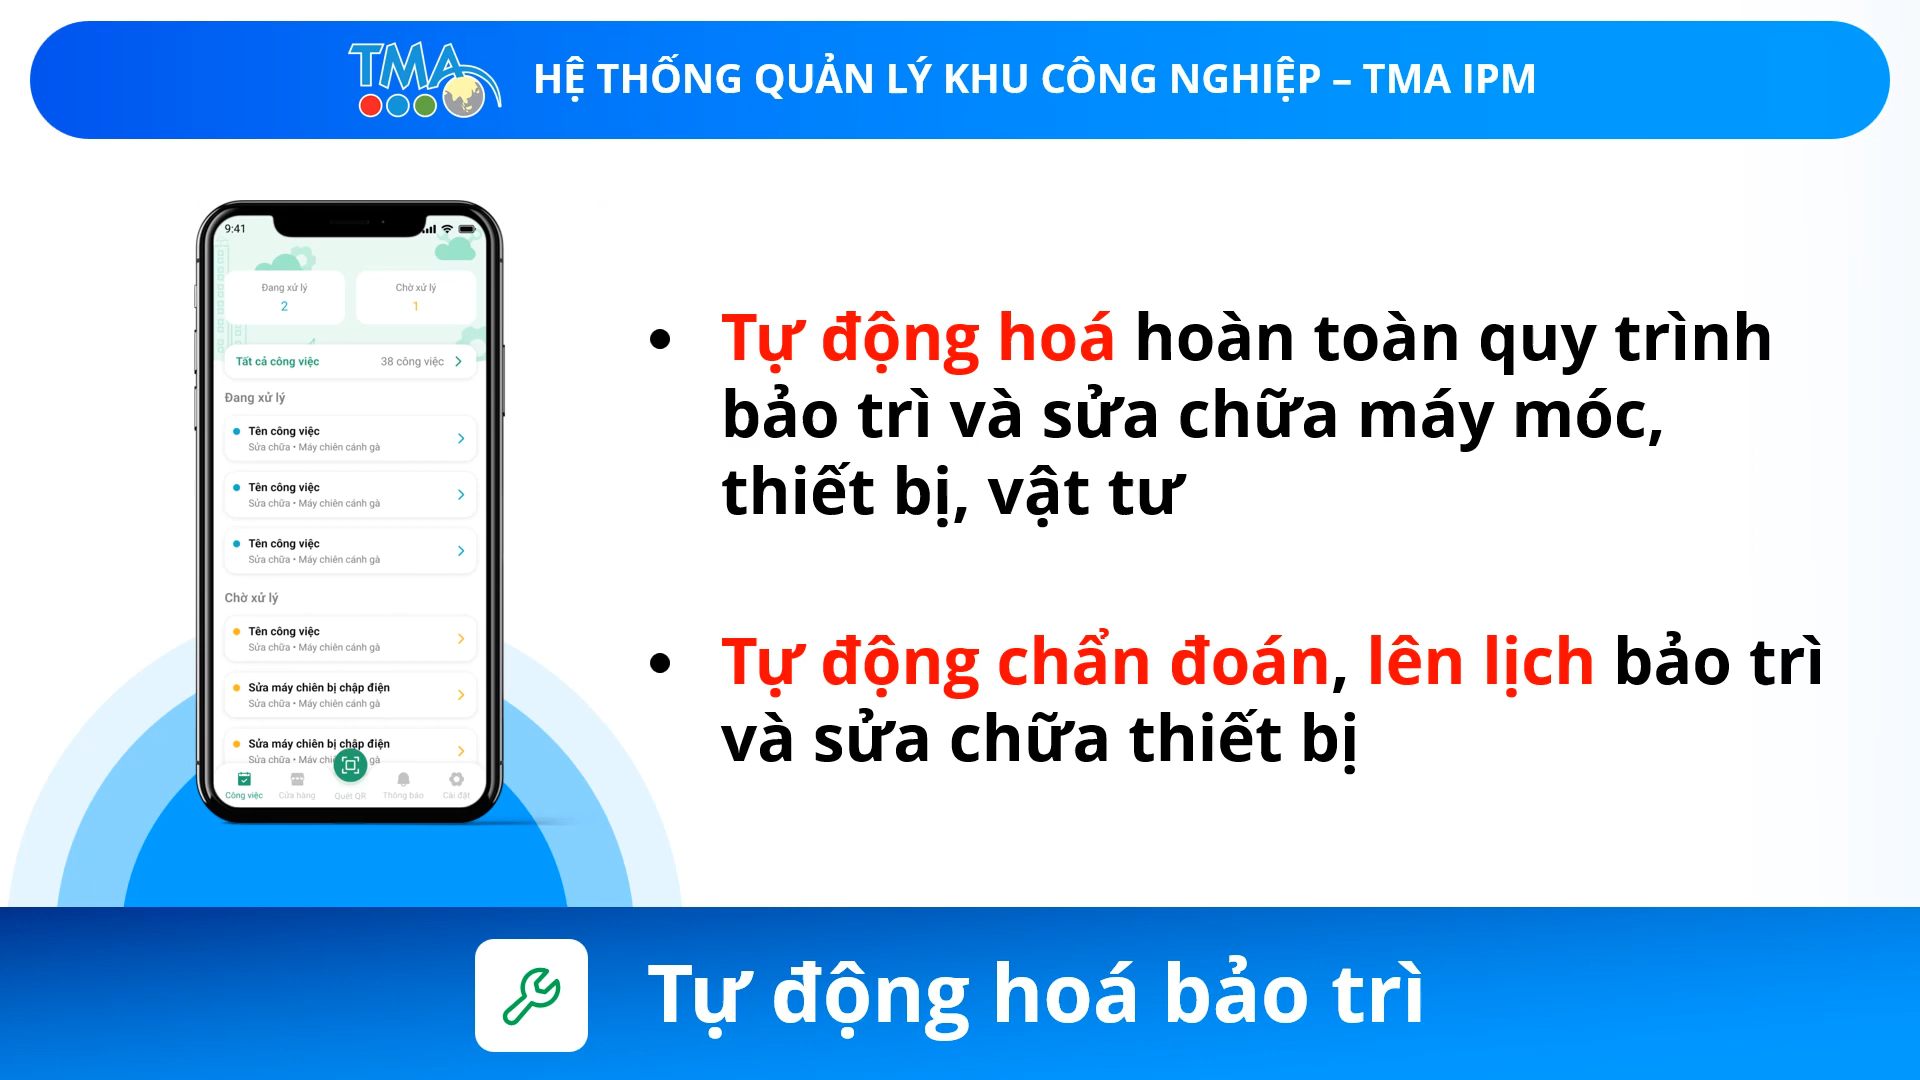 TMA
HỆ THỐNG QUẢN LÝ KHU CÔNG NGHIỆP – TMA IPM
9:41
Đang xử lý
2
Chờ xử lý
1
Tất cả công việc
38 công việc
Đang xử lý
Tên công việc
Sửa chữa • Máy chiên cánh gà
Tên công việc
Sửa chữa • Máy chiên cánh gà
Tên công việc
Sửa chữa • Máy chiên cánh gà
Chờ xử lý
Tên công việc
Sửa chữa • Máy chiên cánh gà
Sửa máy chiên bị chập điện
Sửa chữa • Máy chiên cánh gà
Sửa máy chiên bị chập điện
Sửa chữa • Máy chiê gà
Công việc
Cửa hàng
Quét QR
Thông báo
Cài đặt
• Tự động hoá hoàn toàn quy trình
bảo trì và sửa chữa máy móc,
thiết bị, vật tư
• Tự động chẩn đoán, lên lịch bảo trì
và sửa chữa thiết bị
Tự động hoá bảo trì